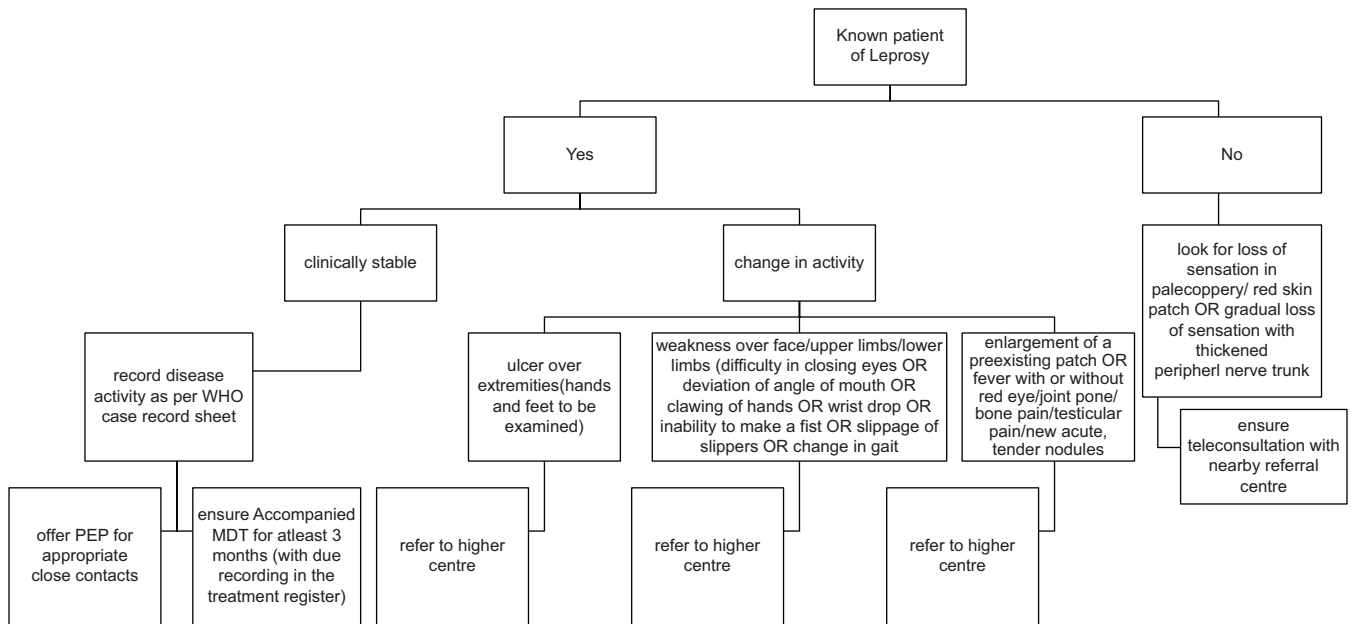 Known patient
of Leprosy
Yes
No
clinically stable
change in activity
look for loss of
sensation in
palecoppery/ red skin
patch OR gradual loss
of sensation with
thickened
peripherl nerve trunk
record disease
activity as per WHO
case record sheet
ulcer over
extremities(hands
and feet to be
examined)
weakness over face/upper limbs/lower
limbs (difficulty in closing eyes OR
deviation of angle of mouth OR
clawing of hands OR wrist drop OR
inability to make a fist OR slippage of
slippers OR change in gait
enlargement of a
preexisting patch OR
fever with or without
red eye/joint pone/
bone pain/testicular
pain/new acute,
tender nodules
ensure
teleconsultation with
nearby referral
centre
offer PEP for
appropriate
close contacts
ensure Accompanied
MDT for atleast 3
months (with due
recording in the
treatment register)
refer to higher
centre
refer to higher
centre
refer to higher
centre